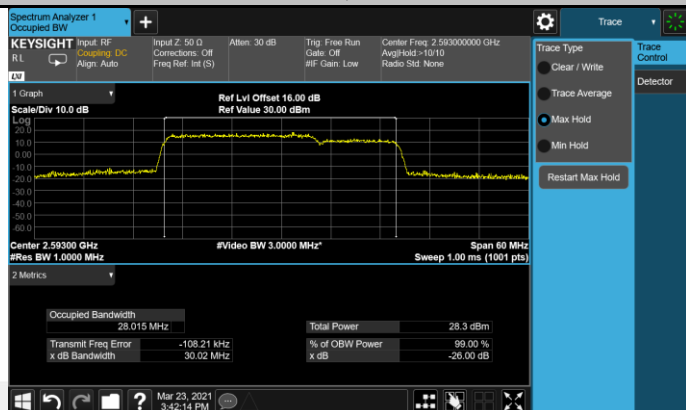 Spectrum Analyzer 1
Occupied BW
KEYSIGHT
R L
LXI
Input: RF
Coupling: DC
Align: Auto
Input Z: 50 Ω
Corrections: Off
Freq Ref: Int (S)
Atten: 30 dB
Trig: Free Run
Gate: Off
#IF Gain: Low
Center Freq: 2.593000000 GHz
Avg|Hold:>10/10
Radio Std: None
1 Graph
Scale/Div 10.0 dB
Ref Lvl Offset 16.00 dB
Ref Value 30.00 dBm
Log
20.0
10.0
0.00
-10.0
-20.0
-30.0
-40.0
-50.0
-60.0
Center 2.59300 GHz
#Res BW 1.0000 MHz
#Video BW 3.0000 MHz*
Span 60 MHz
Sweep 1.00 ms (1001 pts)
2 Metrics
Occupied Bandwidth
28.015 MHz
Total Power 28.3 dBm
Transmit Freq Error -108.21 kHz
% of OBW Power 99.00 %
x dB Bandwidth 30.02 MHz
x dB -26.00 dB
Mar 23, 2021
3:42:14 PM
Trace
Trace Type
Clear / Write
Trace Average
Max Hold
Min Hold
Restart Max Hold
Trace
Control
Detector